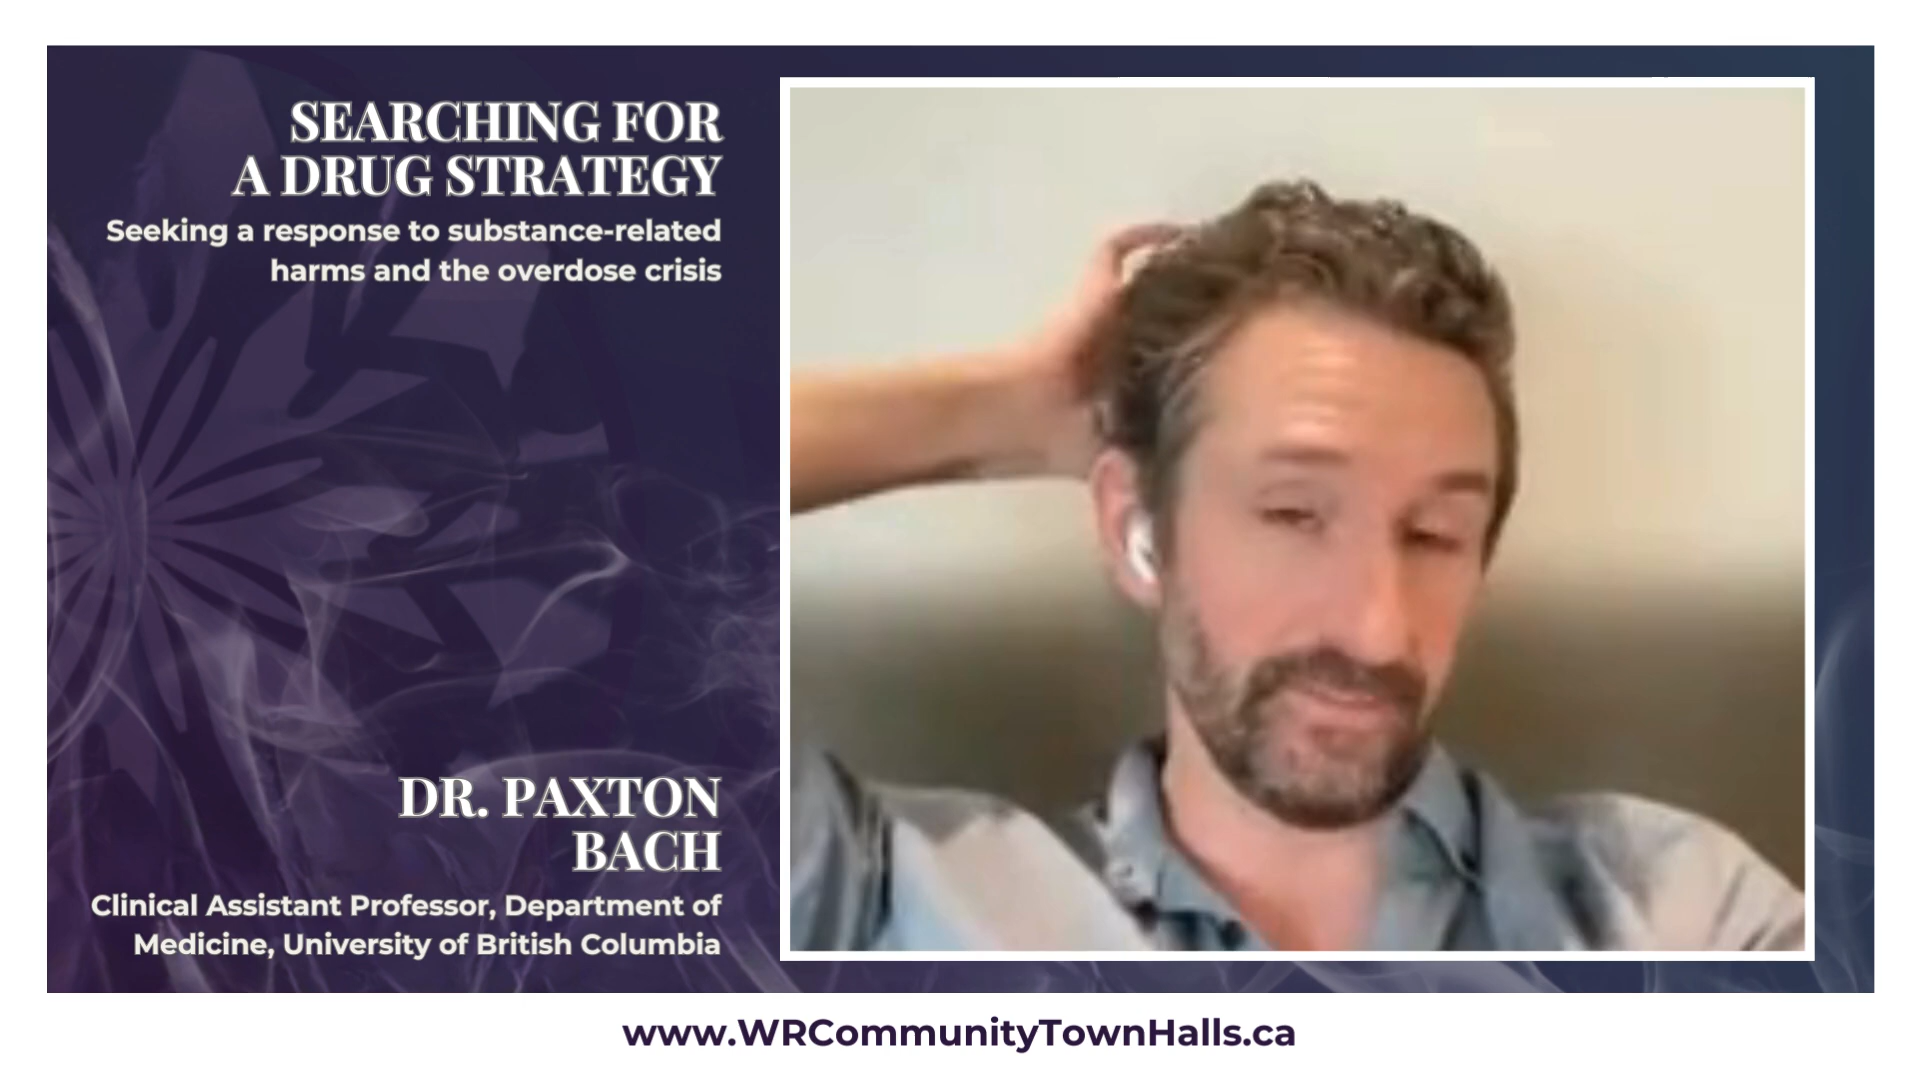 SEARCHING FOR
A DRUG STRATEGY
Seeking a response to substance-related
harms and the overdose crisis
DR. PAXTON
BACH
Clinical Assistant Professor, Department of
Medicine, University of British Columbia
www.WRCommunityTownHalls.ca